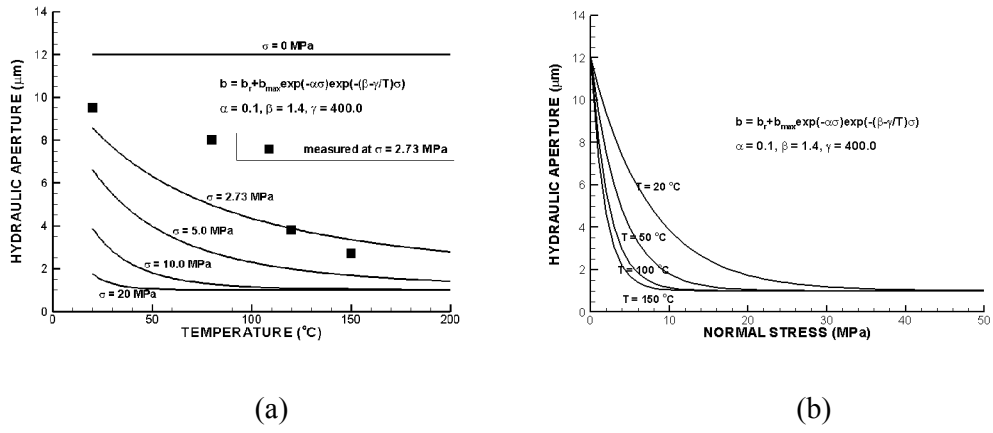 14
12
10
8
6
4
2
0
HYDRAULIC APERTURE (μm)
σ = 0 MPa
b = bᵣ+bₘₐₓexp(-ασ)exp(-(β-γ/T)σ)
α = 0.1, β = 1.4, γ = 400.0
measured at σ = 2.73 MPa
σ = 2.73 MPa
σ = 5.0 MPa
σ = 10.0 MPa
σ = 20 MPa
0 50 100 150 200
TEMPERATURE (°C)
(a)
14
12
10
8
6
4
2
0
HYDRAULIC APERTURE (μm)
b = bᵣ+bₘₐₓexp(-ασ)exp(-(β-γ/T)σ)
α = 0.1, β = 1.4, γ = 400.0
T = 20 °C
T = 50 °C
T = 100 °C
T = 150 °C
0 10 20 30 40 50
NORMAL STRESS (MPa)
(b)